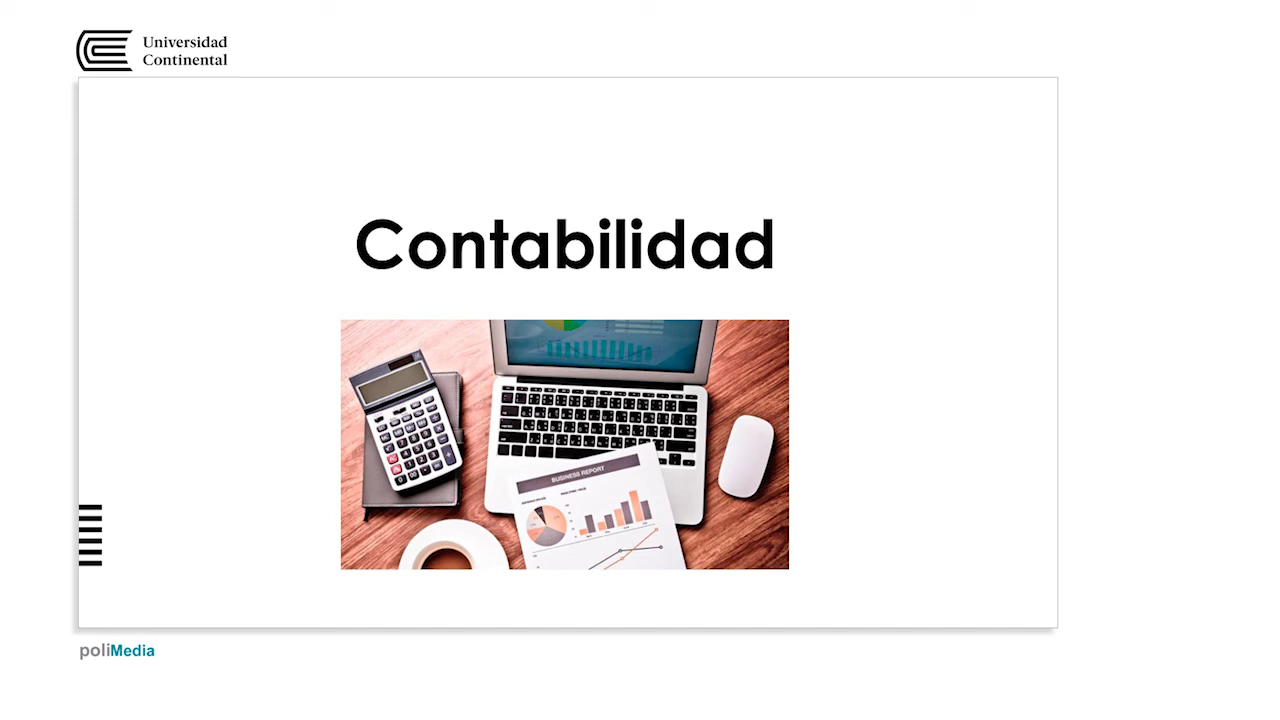 Universidad
Continental
Contabilidad
BUSINESS REPORT
poliMedia